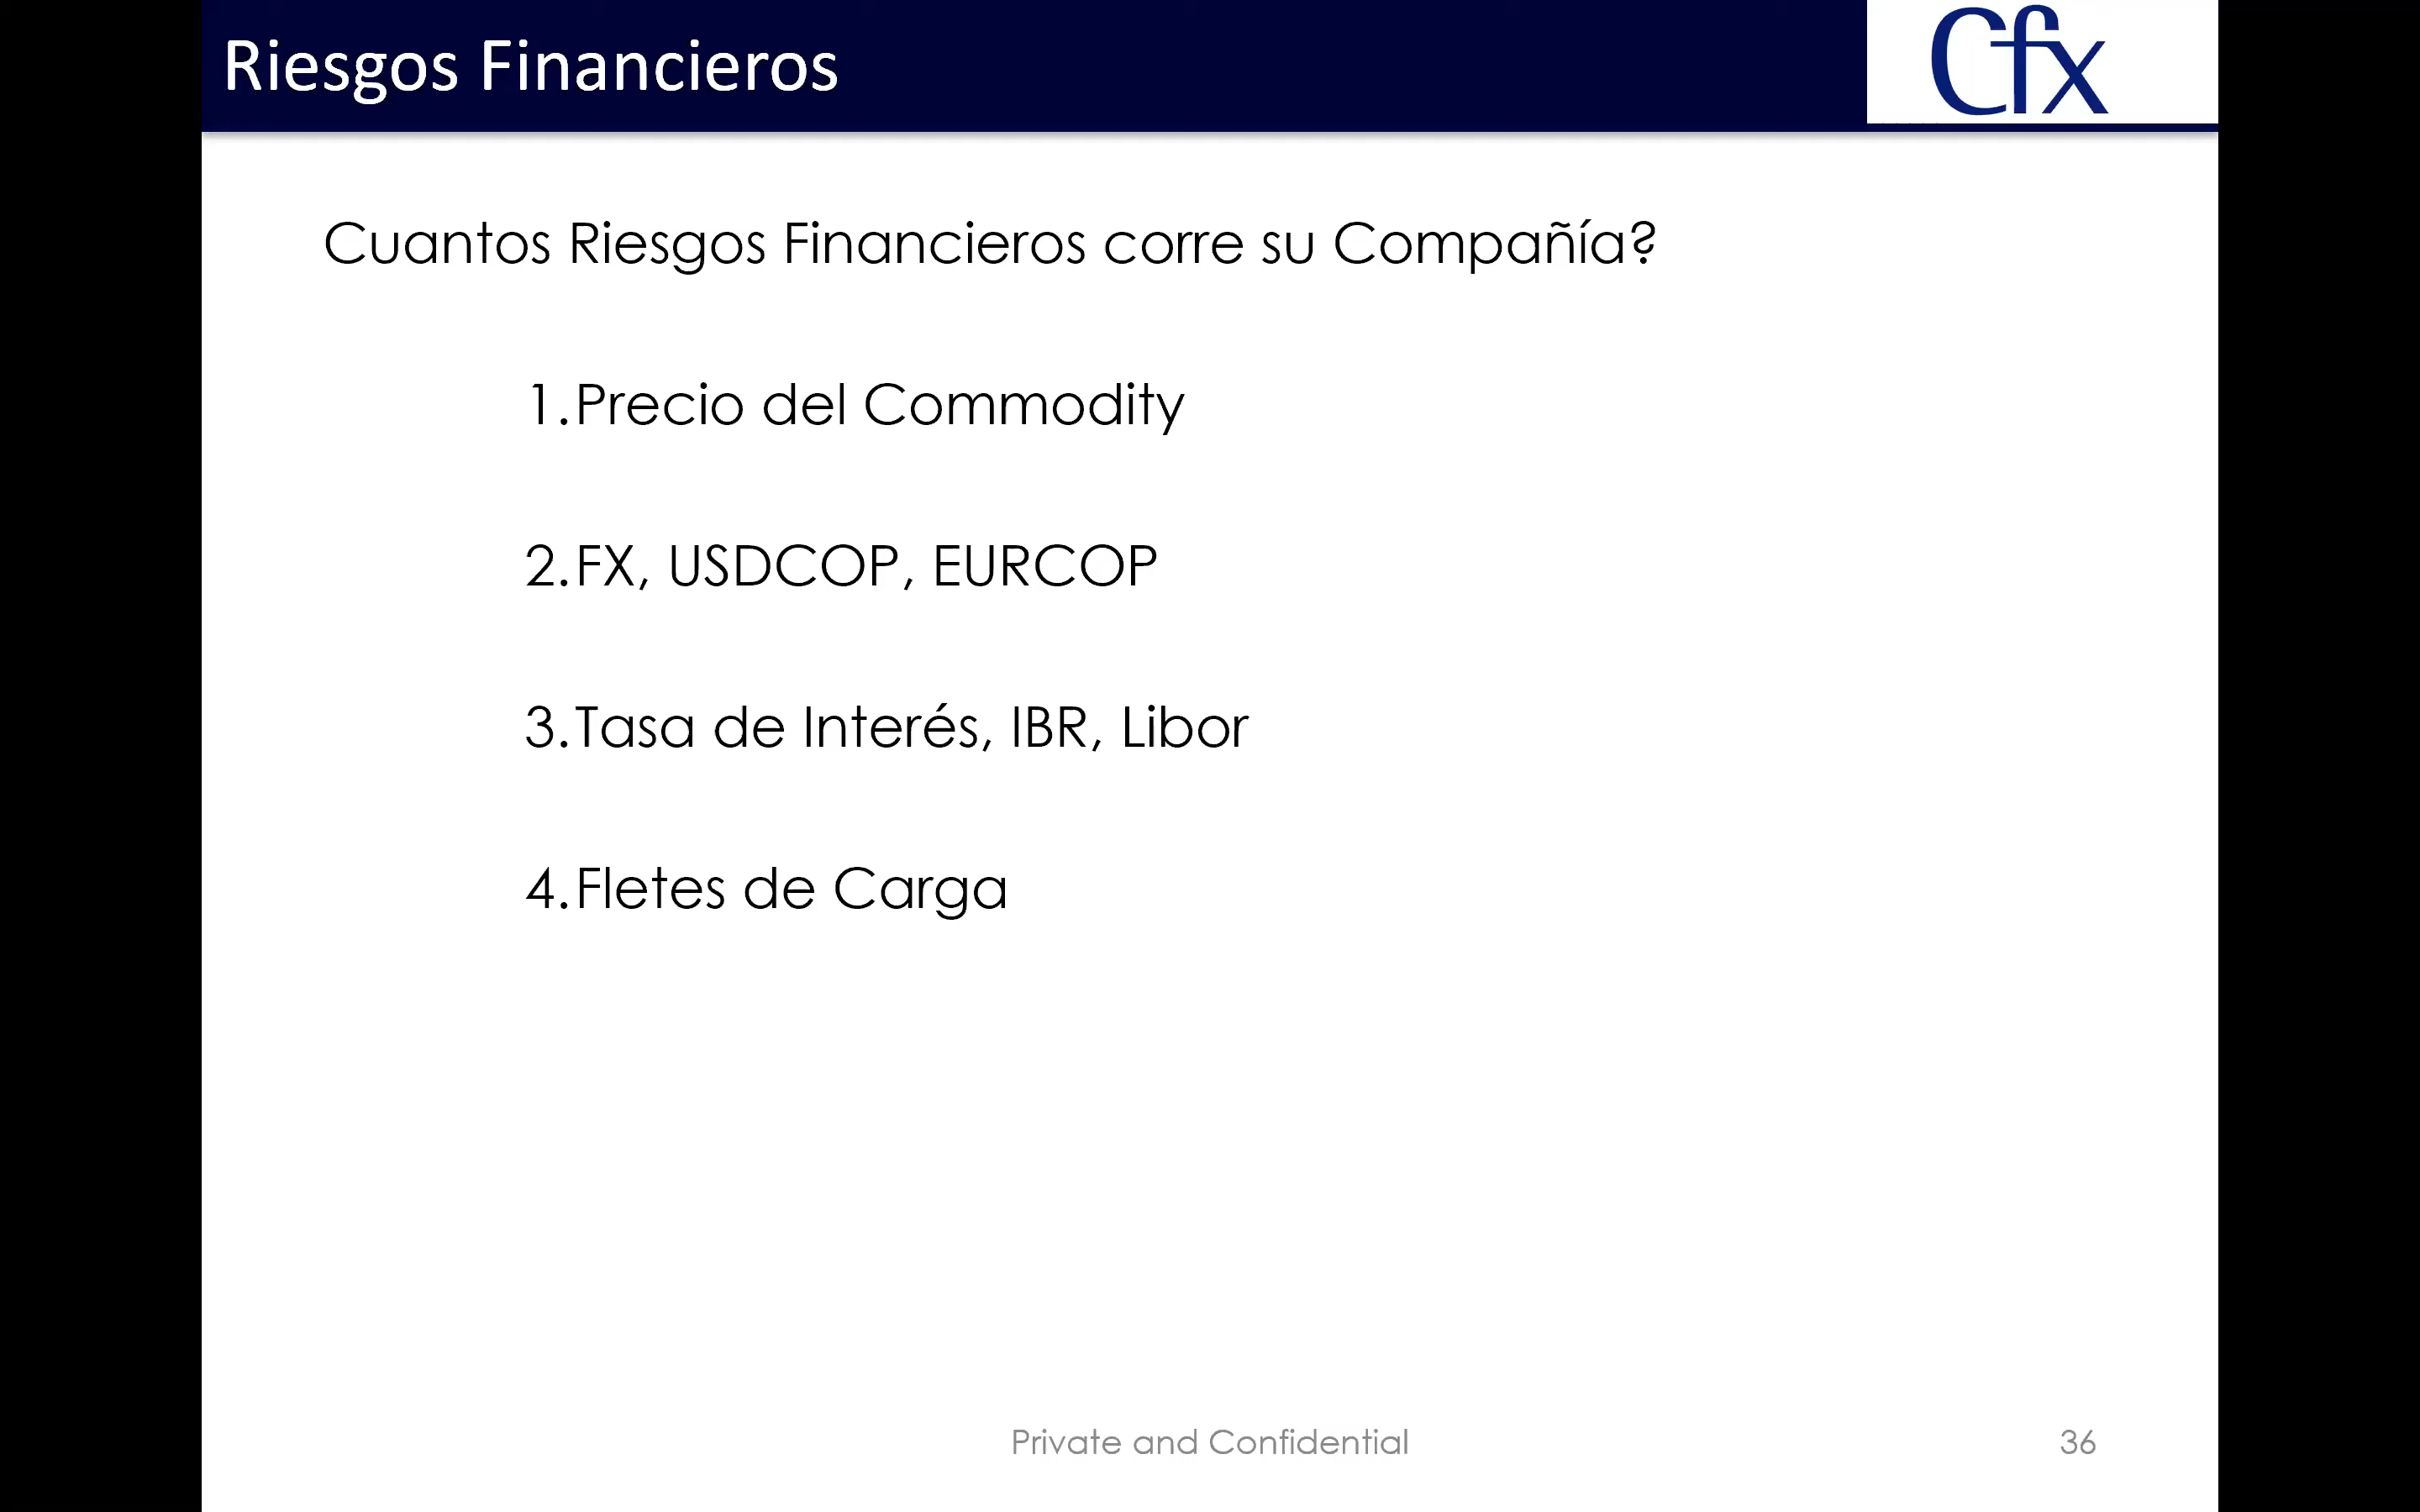 Riesgos Financieros
Cfx
Cuantos Riesgos Financieros corre su Compañía?
1.Precio del Commodity
2.FX, USDCOP, EURCOP
3.Tasa de Interés, IBR, Libor
4.Fletes de Carga
Private and Confidential
36